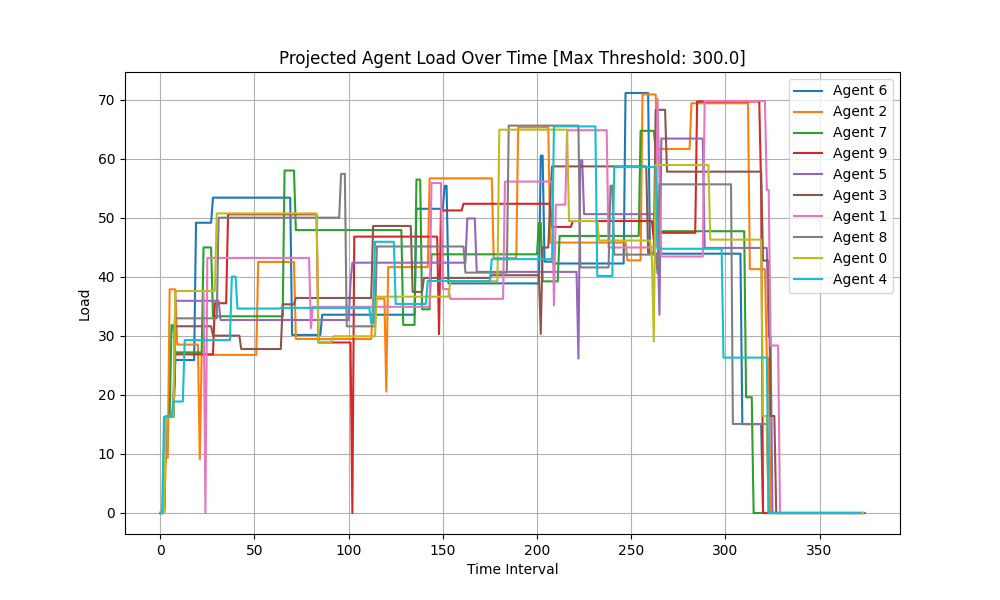 Projected Agent Load Over Time [Max Threshold: 300.0]
Load
70
60
50
40
30
20
10
0
0 50 100 150 200 250 300 350
Time Interval
Agent 6
Agent 2
Agent 7
Agent 9
Agent 5
Agent 3
Agent 1
Agent 8
Agent 0
Agent 4